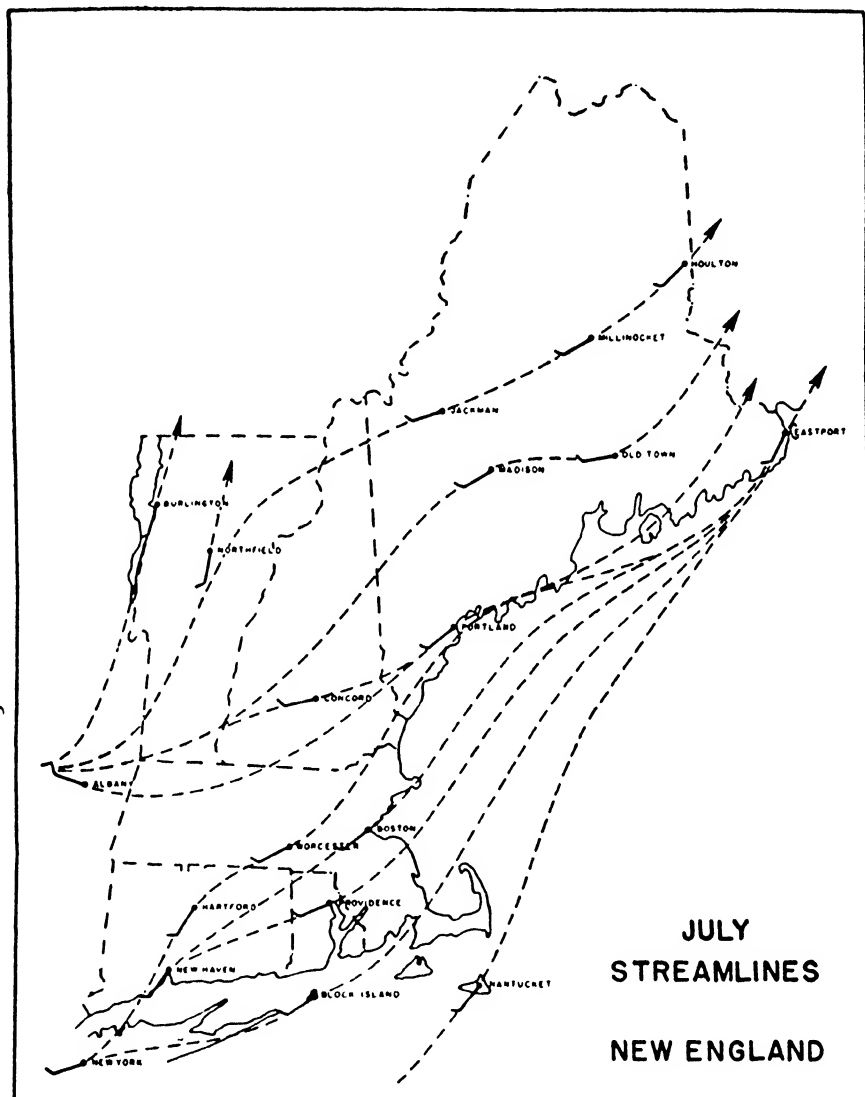 HOULTON
MILLINOCKET
JACKMAN
EASTPORT
OLD TOWN
MADISON
BURLINGTON
NORTHFIELD
PORTLAND
CONCORD
ALBANY
BOSTON
WORCESTER
HARTFORD
PROVIDENCE
NEW HAVEN
NANTUCKET
BLOCK ISLAND
NEW YORK
JULY
STREAMLINES
NEW ENGLAND